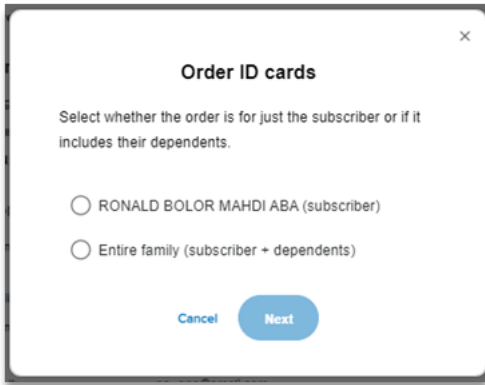 ×
Order ID cards
Select whether the order is for just the subscriber or if it
includes their dependents.
RONALD BOLOR MAHDI ABA (subscriber)
Entire family (subscriber + dependents)
Cancel Next